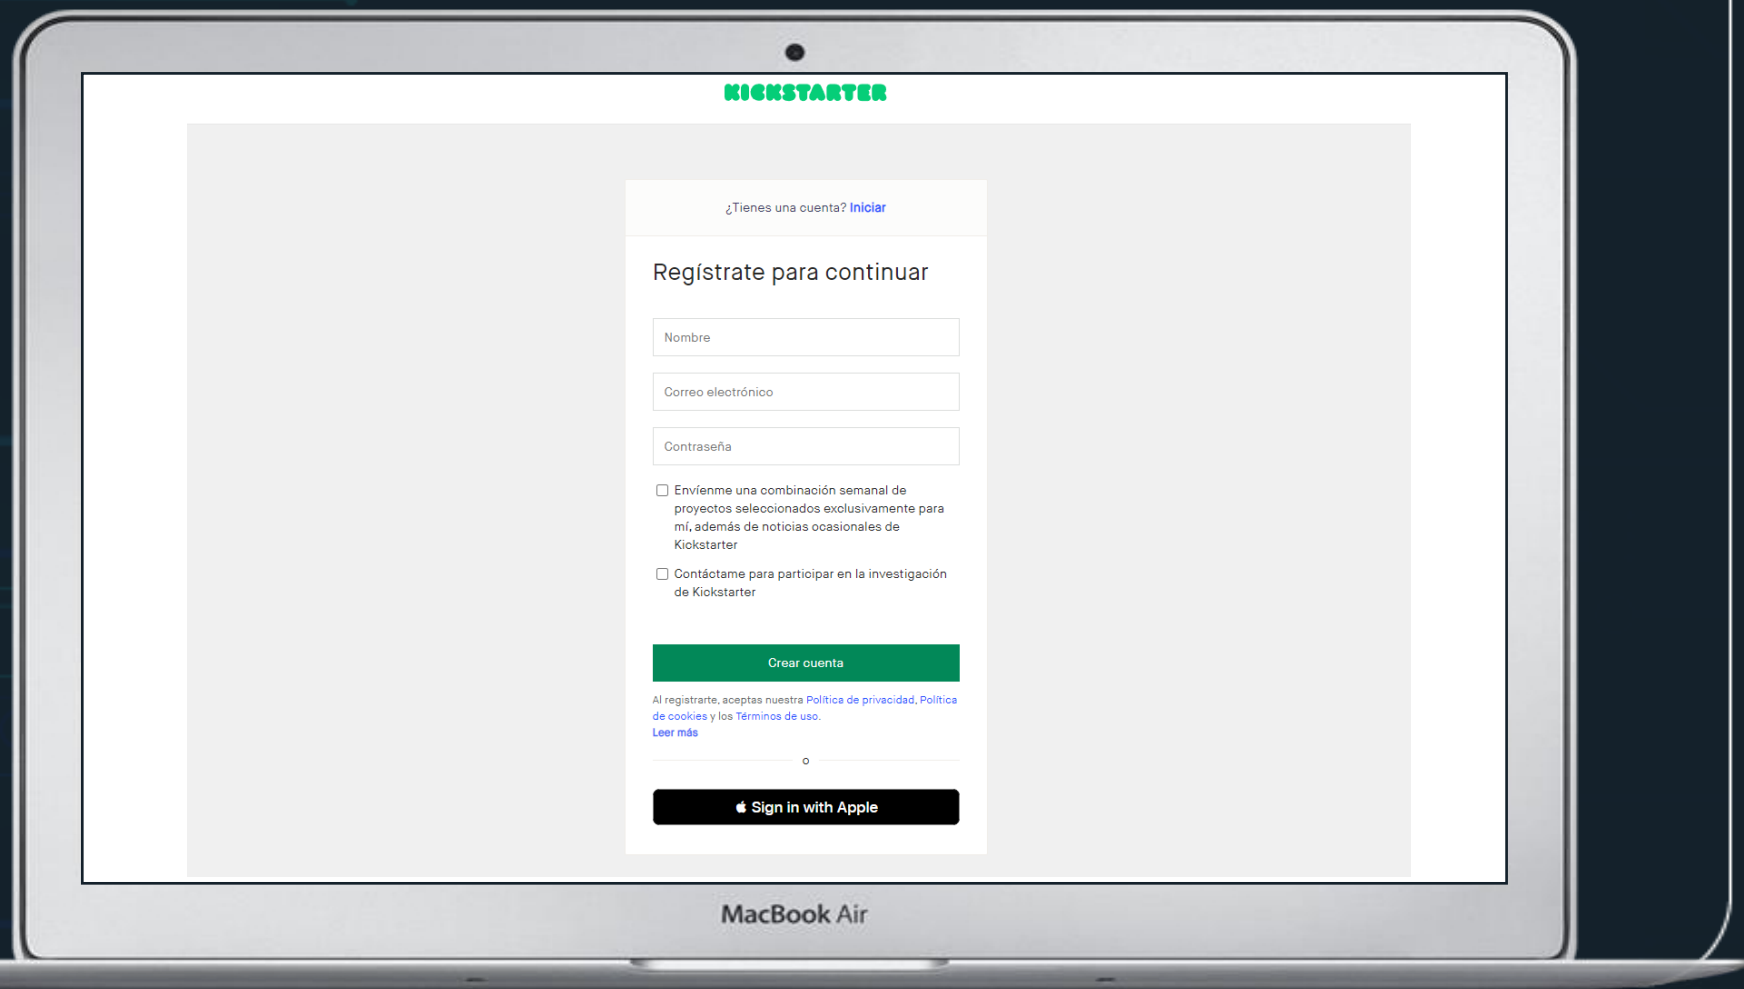 KICKSTARTER
¿Tienes una cuenta? Iniciar
Regístrate para continuar
Nombre
Correo electrónico
Contraseña
Envíenme una combinación semanal de
proyectos seleccionados exclusivamente para
mí, además de noticias ocasionales de
Kickstarter
Contáctame para participar en la investigación
de Kickstarter
Crear cuenta
Al registrarte, aceptas nuestra Política de privacidad, Política
de cookies y los Términos de uso.
Leer más
o
Sign in with Apple
MacBook Air